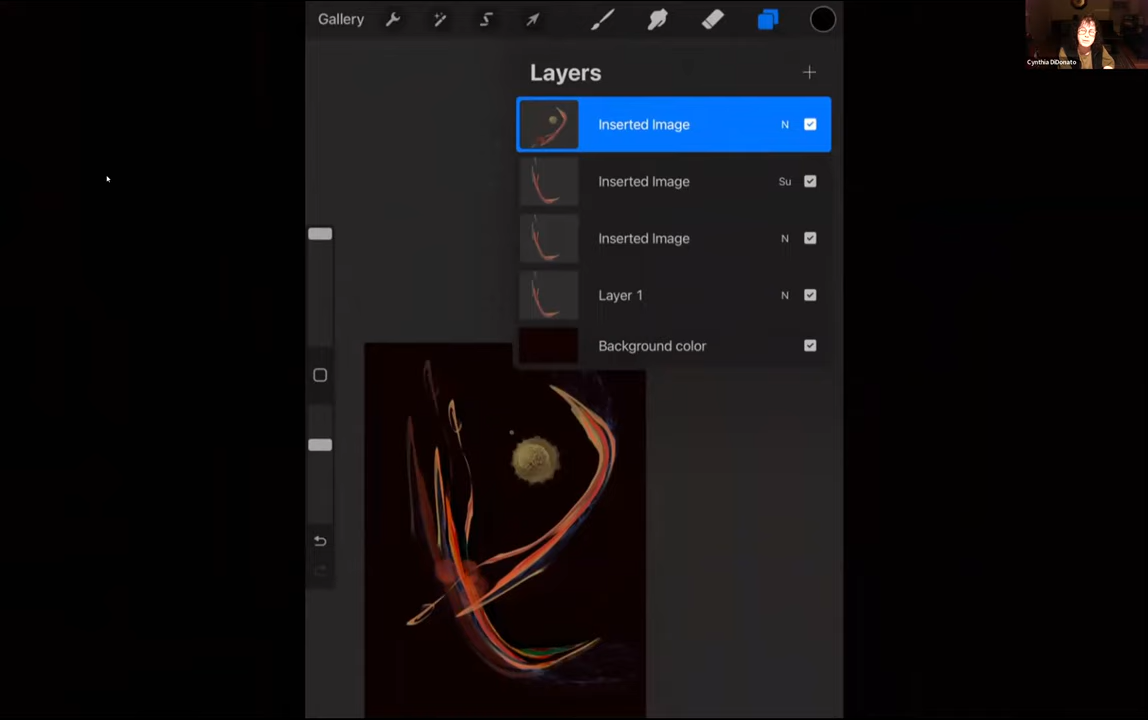 Gallery
Cynthia DiDonato
Layers
Inserted Image N
Inserted Image Su
Inserted Image N
Layer 1 N
Background color